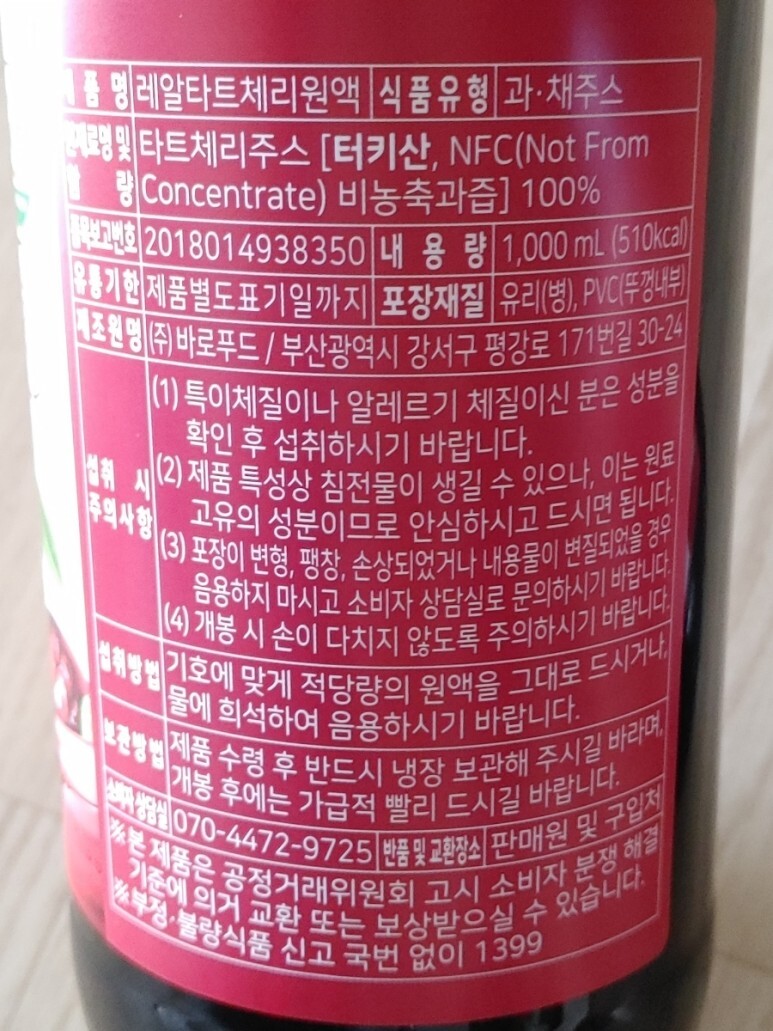 제품명 레알타트체리원액 식품유형 과·채주스
원재료명 및 함량 타트체리주스 [터키산, NFC(Not From
Concentrate) 비농축과즙] 100%
품목보고번호 2018014938350 내용량 1,000 mL (510kcal)
유통기한 제품별도표기일까지 포장재질 유리(병), PVC(뚜껑내부)
제조원명 (주)바로푸드 / 부산광역시 강서구 평강로 171번길 30-24
섭취 시 주의사항
(1) 특이체질이나 알레르기 체질이신 분은 성분을
확인 후 섭취하시기 바랍니다.
(2) 제품 특성상 침전물이 생길 수 있으나, 이는 원료
고유의 성분이므로 안심하시고 드시면 됩니다.
(3) 포장이 변형, 팽창, 손상되었거나 내용물이 변질되었을 경우
음용하지 마시고 소비자 상담실로 문의하시기 바랍니다.
(4) 개봉 시 손이 다치지 않도록 주의하시기 바랍니다.
섭취방법 기호에 맞게 적당량의 원액을 그대로 드시거나,
물에 희석하여 음용하시기 바랍니다.
보관방법 제품 수령 후 반드시 냉장 보관해 주시길 바라며,
개봉 후에는 가급적 빨리 드시길 바랍니다.
소비자 상담실 070-4472-9725 반품 및 교환장소 판매원 및 구입처
※본 제품은 공정거래위원회 고시 소비자 분쟁 해결
기준에 의거 교환 또는 보상받으실 수 있습니다.
※부정·불량식품 신고 국번 없이 1399